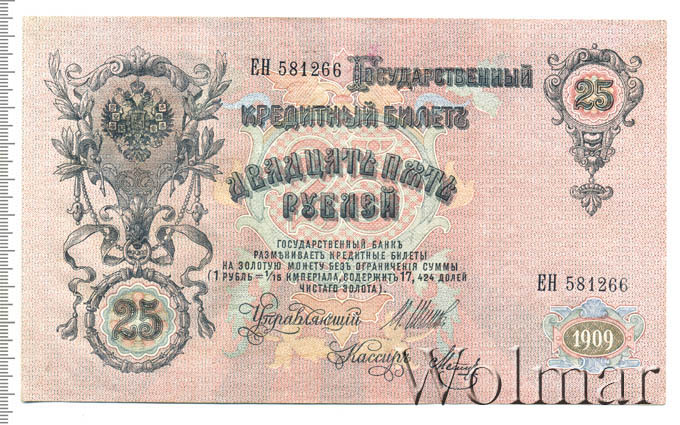 ЕН 581266
Государственный
25
кредитный билетъ
двадцать пять
рублей
ГОСУДАРСТВЕННЫЙ БАНКЪ
РАЗМѢНИВАЕТЪ КРЕДИТНЫЕ БИЛЕТЫ
НА ЗОЛОТУЮ МОНЕТУ БЕЗЪ ОГРАНИЧЕНІЯ СУММЫ
(1 РУБЛЬ = 1/15 ИМПЕРІАЛА, СОДЕРЖИТЪ 17,424 ДОЛЕЙ
ЧИСТАГО ЗОЛОТА).
ЕН 581266
25
Управляющій
Кассиръ
1909
Wolmar